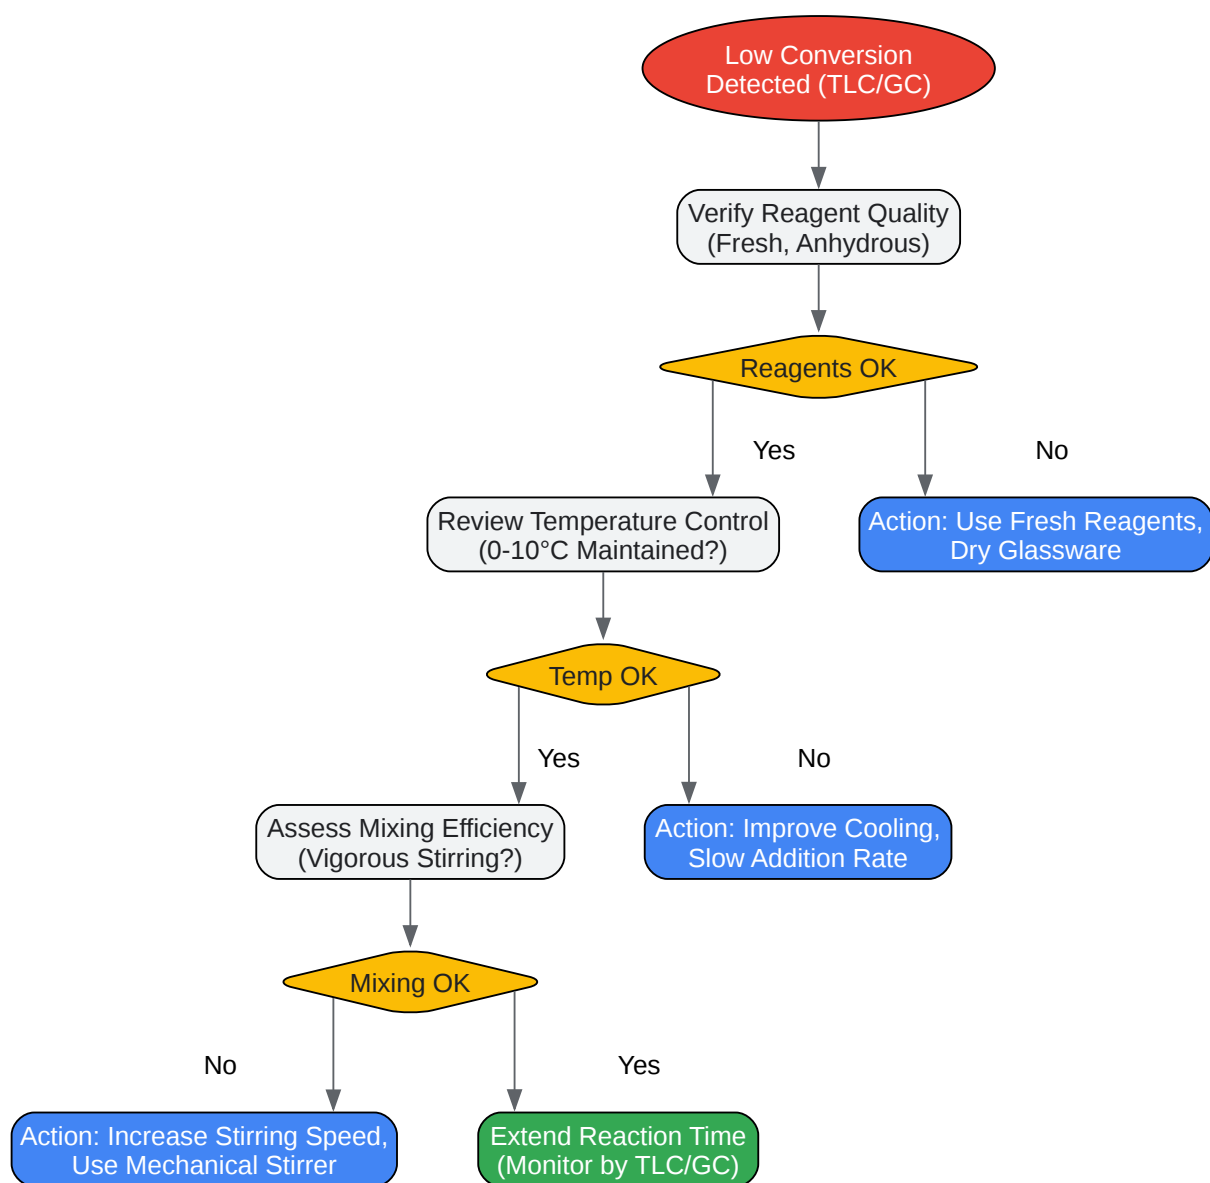 Low Conversion
Detected (TLC/GC)
Verify Reagent Quality
(Fresh, Anhydrous)
Reagents OK
Yes
No
Review Temperature Control
(0-10°C Maintained?)
Action: Use Fresh Reagents,
Dry Glassware
Temp OK
Yes
No
Assess Mixing Efficiency
(Vigorous Stirring?)
Action: Improve Cooling,
Slow Addition Rate
Mixing OK
No
Yes
Action: Increase Stirring Speed,
Use Mechanical Stirrer
Extend Reaction Time
(Monitor by TLC/GC)